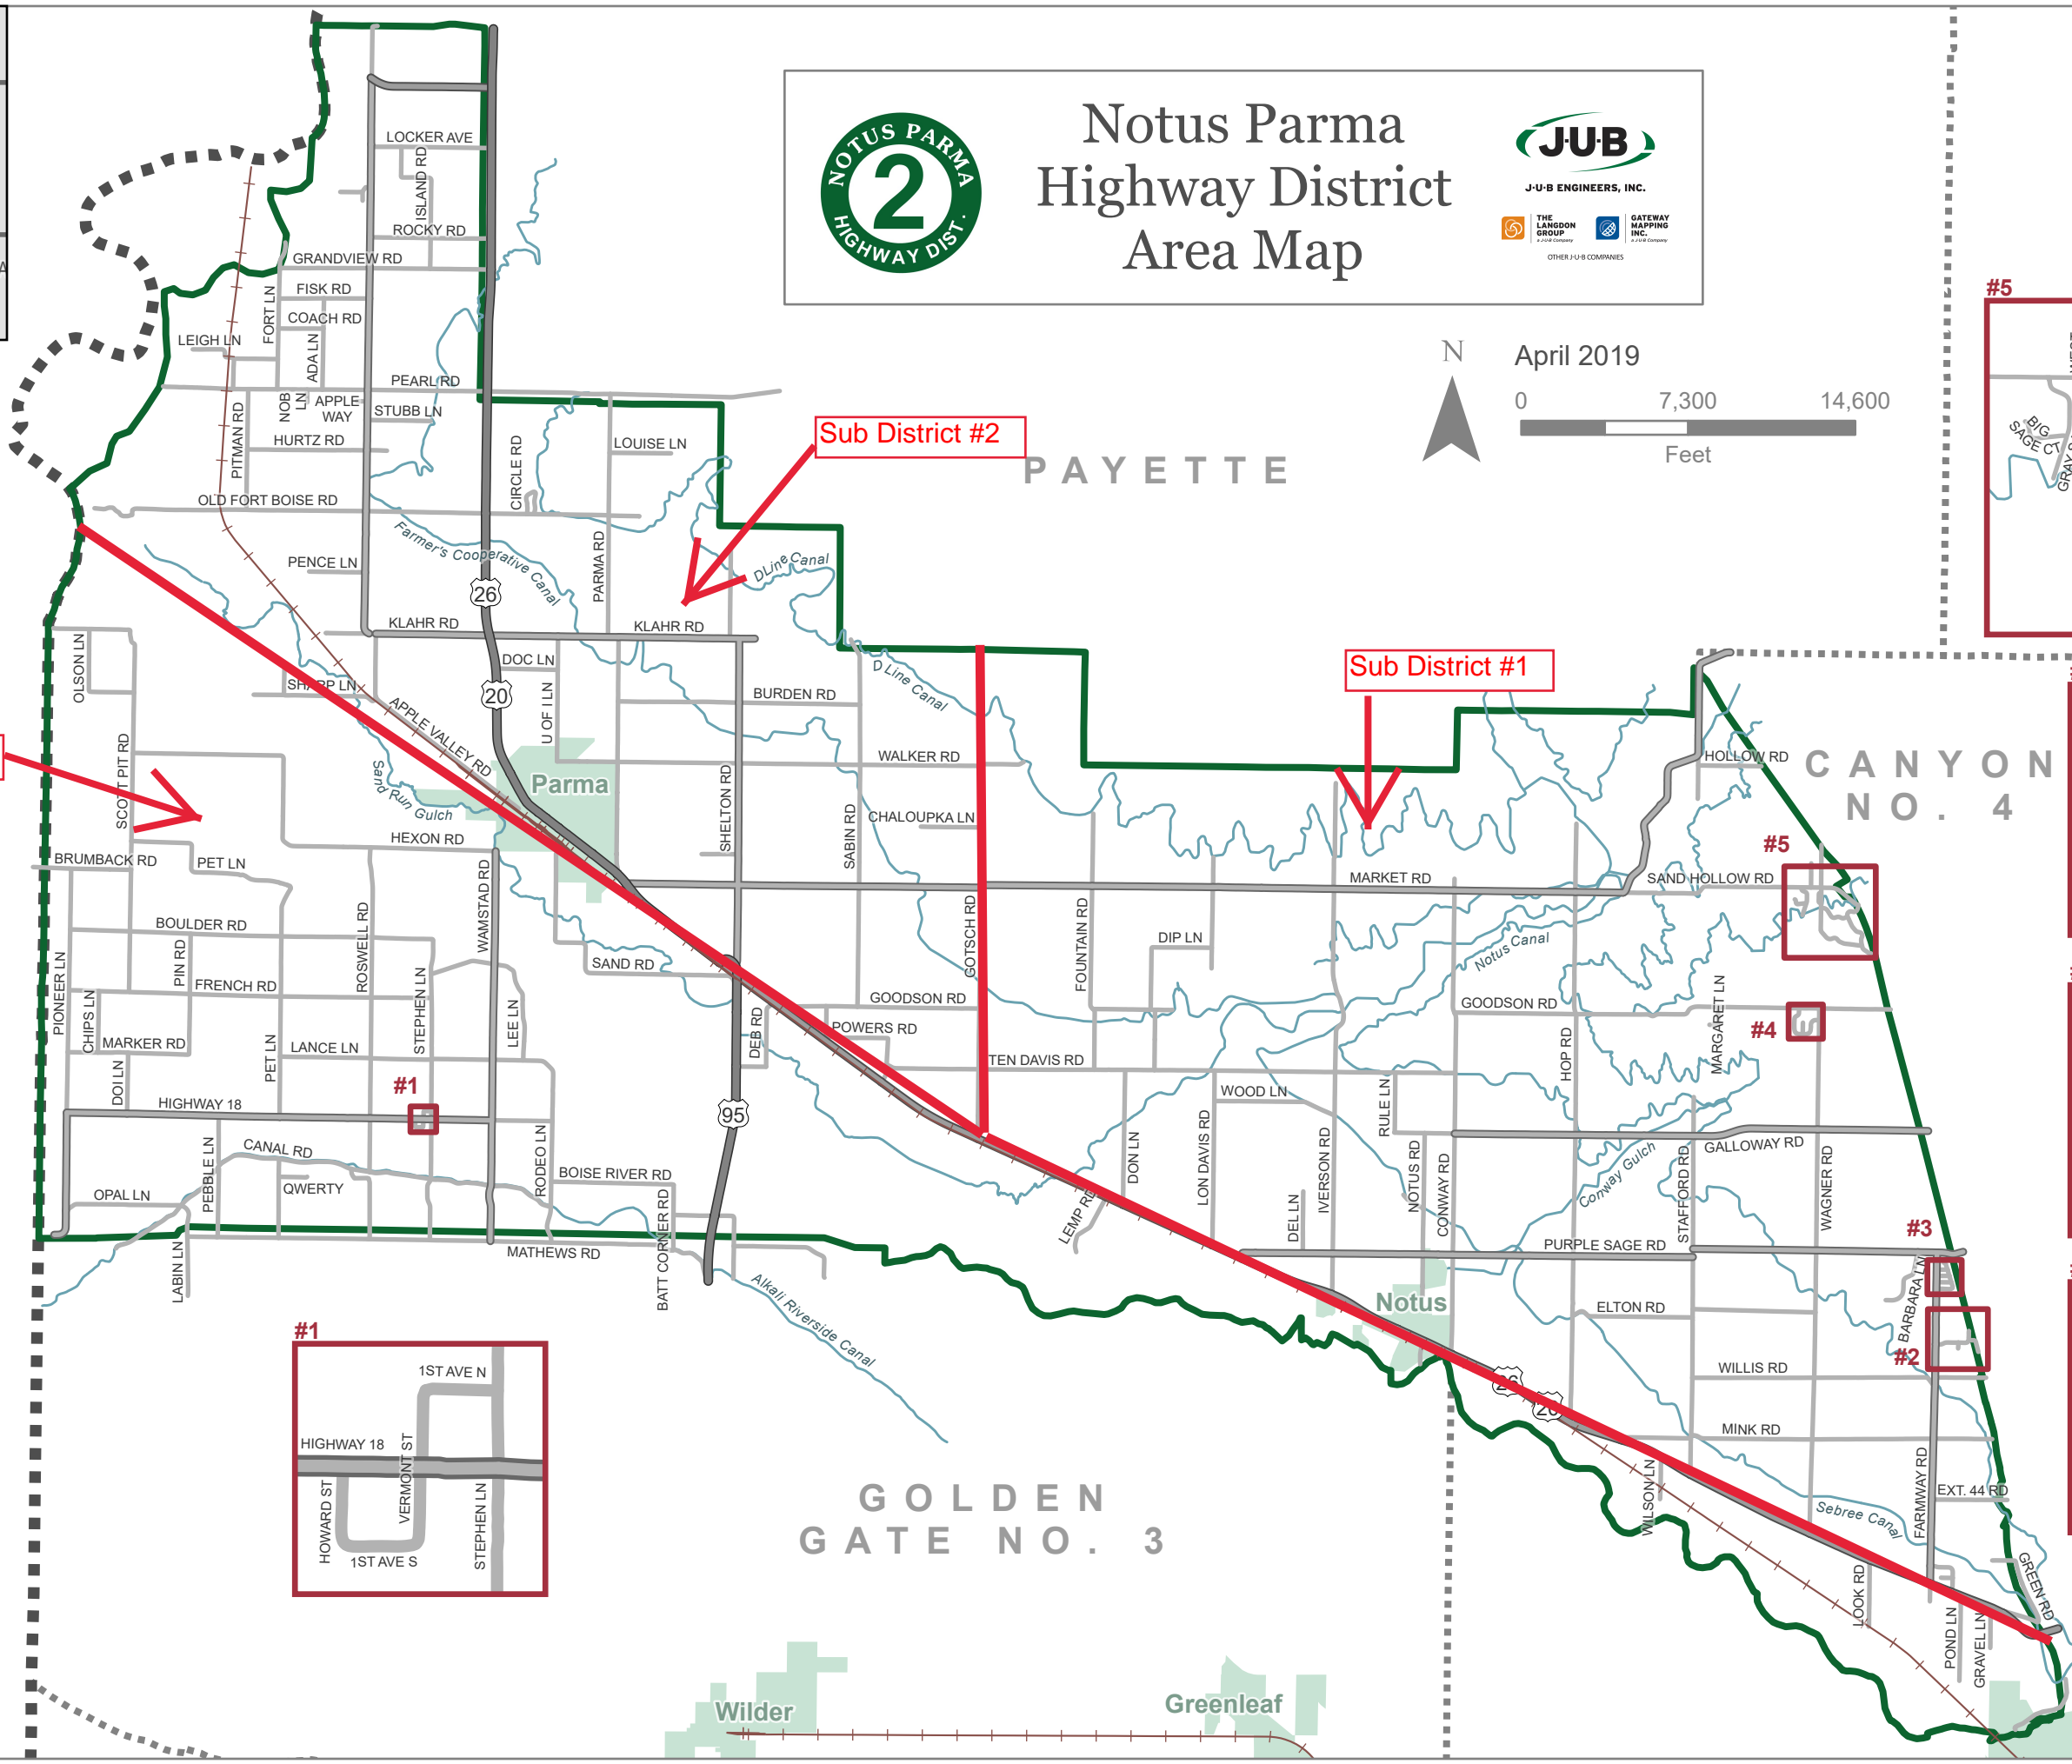 Notus Parma
Highway District
Area Map
NOTUS PARMA
2
HIGHWAY DIST.
J·U·B
J·U·B ENGINEERS, INC.
THE
LANGDON
GROUP
a J·U·B Company
GATEWAY
MAPPING
INC.
a J·U·B Company
OTHER J·U·B COMPANIES
N
April 2019
0 7,300 14,600
Feet
#5
BIG
SAGE CT
LOCKER AVE
ISLAND RD
ROCKY RD
GRANDVIEW RD
FISK RD
FORT LN
COACH RD
LEIGH LN
ADA LN
PEARL RD
NOB
LN
APPLE
WAY
STUBB LN
PITMAN RD
HURTZ RD
CIRCLE RD
LOUISE LN
Sub District #2
PAYETTE
OLD FORT BOISE RD
Farmer's Cooperative Canal
PENCE LN
26
PARMA RD
DLine Canal
KLAHR RD
KLAHR RD
OLSON LN
DOC LN
SHARP LN
20
U OF I LN
BURDEN RD
D Line Canal
Sub District #1
APPLE VALLEY RD
SCOTT PIT RD
Sand Run Gulch
Parma
WALKER RD
SHELTON RD
SABIN RD
CHALOUPKA LN
HOLLOW RD
CANYON
NO. 4
HEXON RD
BRUMBACK RD
PET LN
WAMSTAD RD
MARKET RD
SAND HOLLOW RD
#5
BOULDER RD
PIN RD
ROSWELL RD
SAND RD
GOTSCH RD
FOUNTAIN RD
DIP LN
Notus Canal
PIONEER LN
FRENCH RD
CHIPS LN
STEPHEN LN
LEE LN
GOODSON RD
GOODSON RD
MARGARET LN
#4
MARKER RD
DEB RD
POWERS RD
LANCE LN
PET LN
DOI LN
TEN DAVIS RD
HOP RD
#1
HIGHWAY 18
95
WOOD LN
RULE LN
PEBBLE LN
CANAL RD
RODEO LN
BOISE RIVER RD
QWERTY
OPAL LN
DON LN
LON DAVIS RD
IVERSON RD
NOTUS RD
CONWAY RD
Conway Gulch
GALLOWAY RD
STAFFORD RD
WAGNER RD
LEMP RD
DEL LN
#3
PURPLE SAGE RD
LABIN LN
MATHEWS RD
BATT CORNER RD
Alkali Riverside Canal
Notus
ELTON RD
BARBARA LN
#2
WILLIS RD
26
20
MINK RD
WILSON LN
FARMWAY RD
EXT. 44 RD
Sebree Canal
GREEN RD
LOOK RD
POND LN
GRAVEL LN
#1
1ST AVE N
HIGHWAY 18
VERMONT ST
HOWARD ST
STEPHEN LN
1ST AVE S
GOLDEN
GATE NO. 3
Wilder
Greenleaf